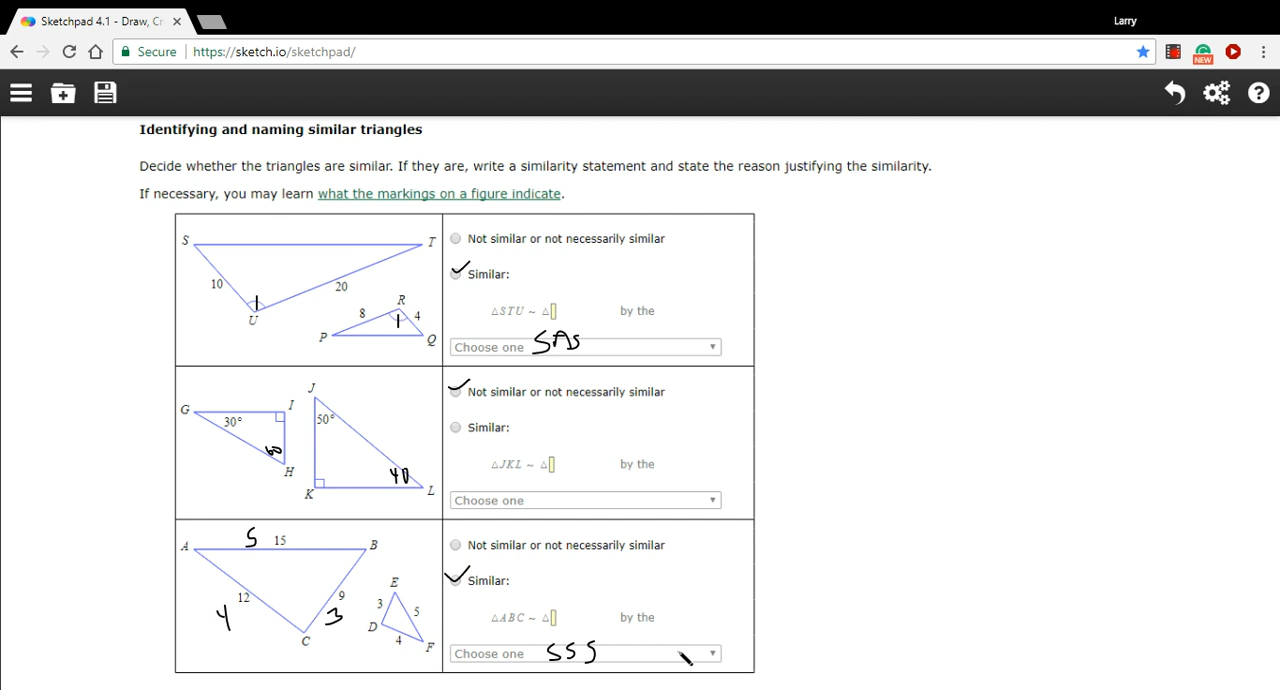 Sketchpad 4.1 - Draw, Cr
Larry
Secure https://sketch.io/sketchpad/
NEW
Identifying and naming similar triangles
Decide whether the triangles are similar. If they are, write a similarity statement and state the reason justifying the similarity.
If necessary, you may learn what the markings on a figure indicate.
S
T
10
20
U
1
R
8
4
1
P
Q
Not similar or not necessarily similar
Similar:
△STU ~ △ by the
Choose one SAS
G
I
30°
60
H
J
50°
40
K
L
Not similar or not necessarily similar
Similar:
△JKL ~ △ by the
Choose one
A
5
15
B
12
9
4
3
C
E
3
5
D
4
F
Not similar or not necessarily similar
Similar:
△ABC ~ △ by the
Choose one SSS